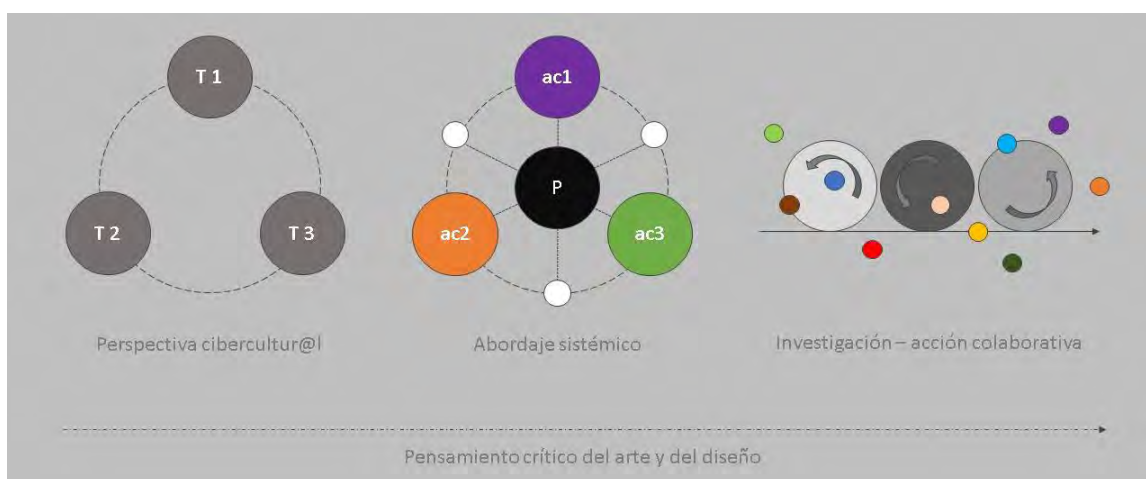 T 1
T 2
T 3
ac1
P
ac2
ac3
Perspectiva cibercultur@l
Abordaje sistémico
Investigación – acción colaborativa
Pensamiento crítico del arte y del diseño